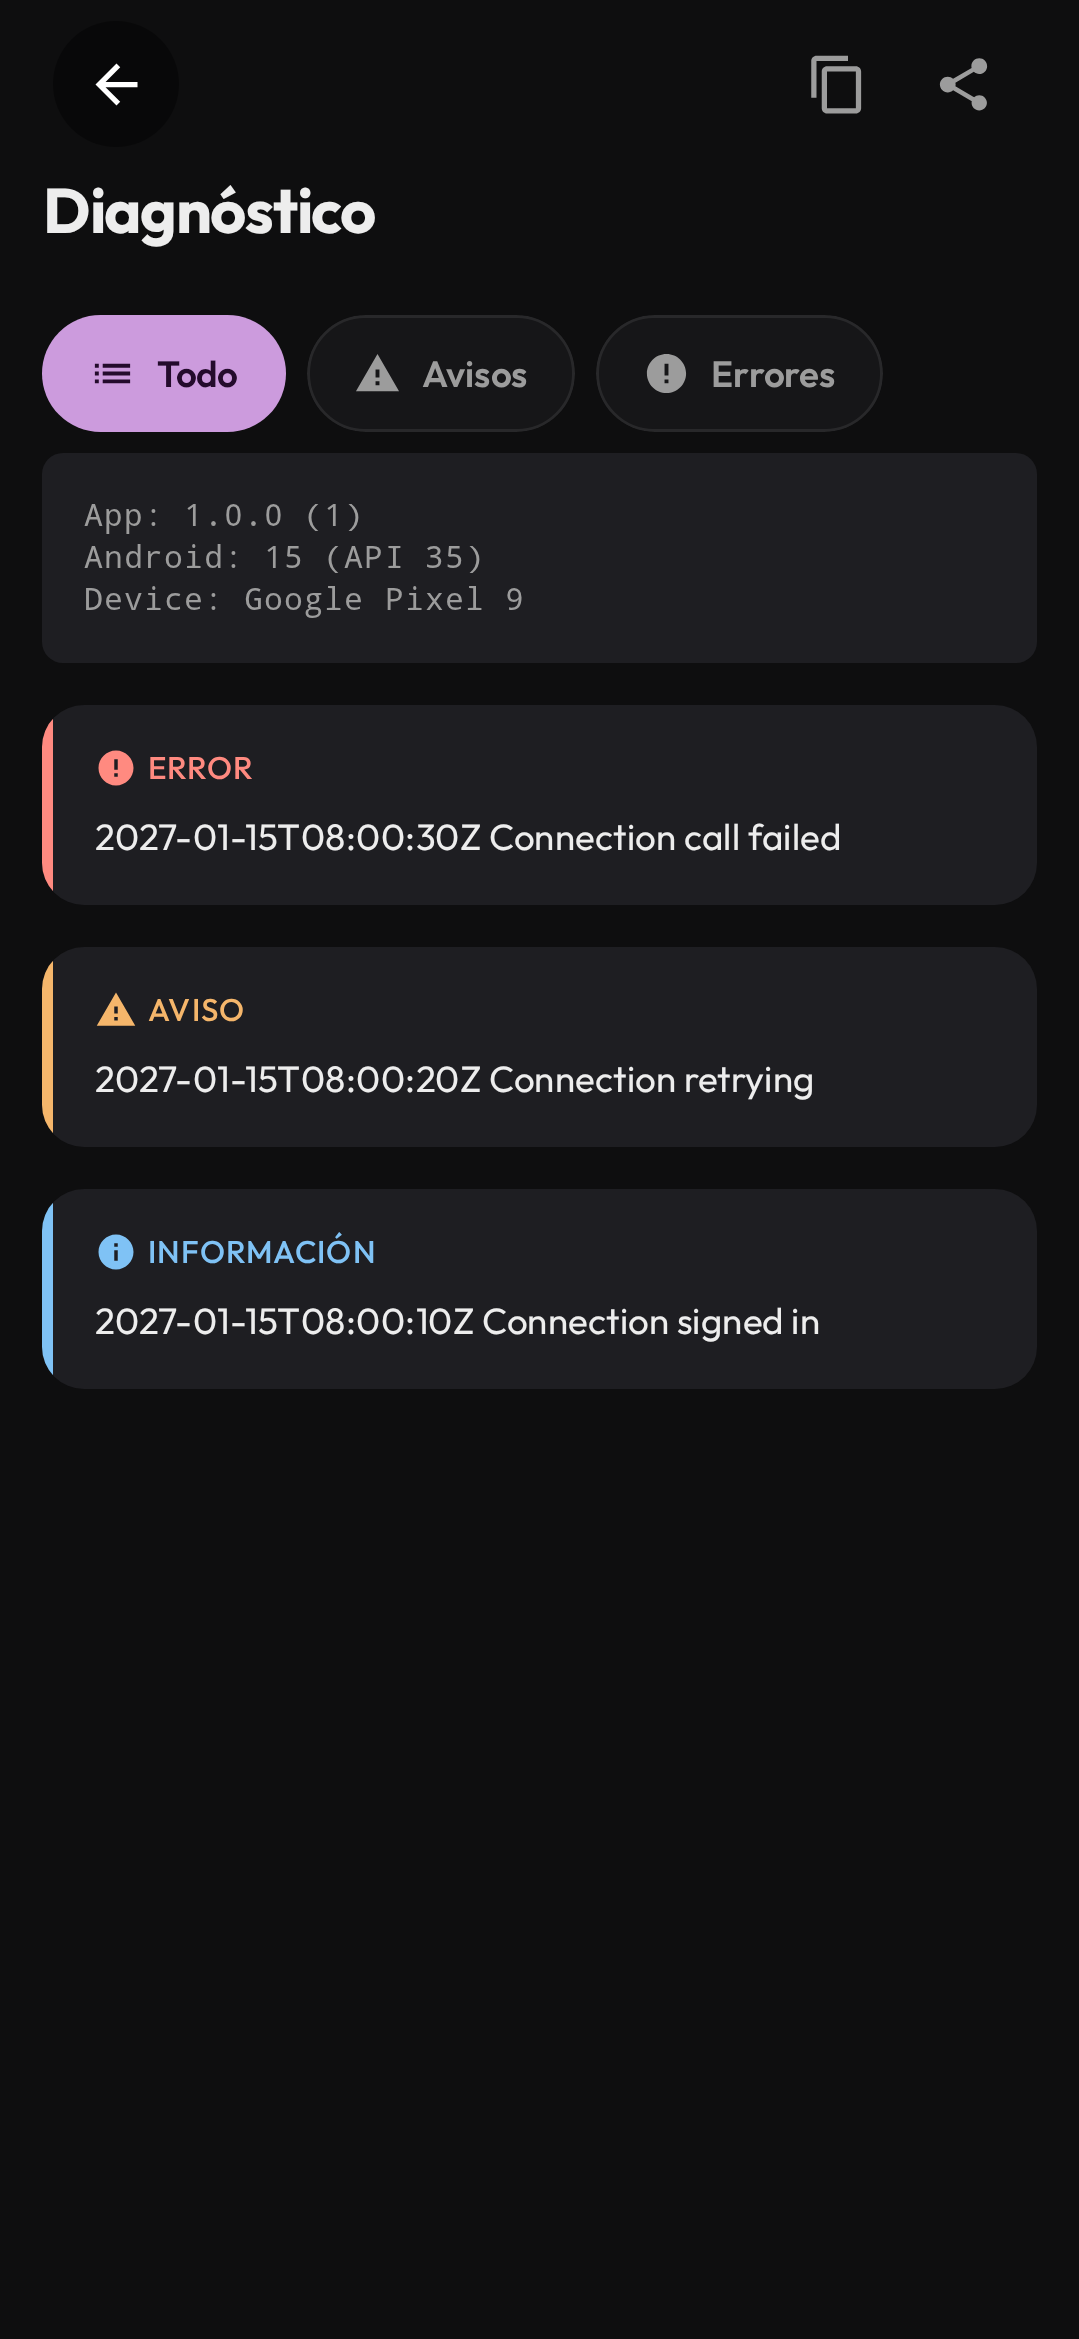 Diagnóstico
Todo
Avisos
Errores
App: 1.0.0 (1)
Android: 15 (API 35)
Device: Google Pixel 9
ERROR
2027-01-15T08:00:30Z Connection call failed
AVISO
2027-01-15T08:00:20Z Connection retrying
INFORMACIÓN
2027-01-15T08:00:10Z Connection signed in